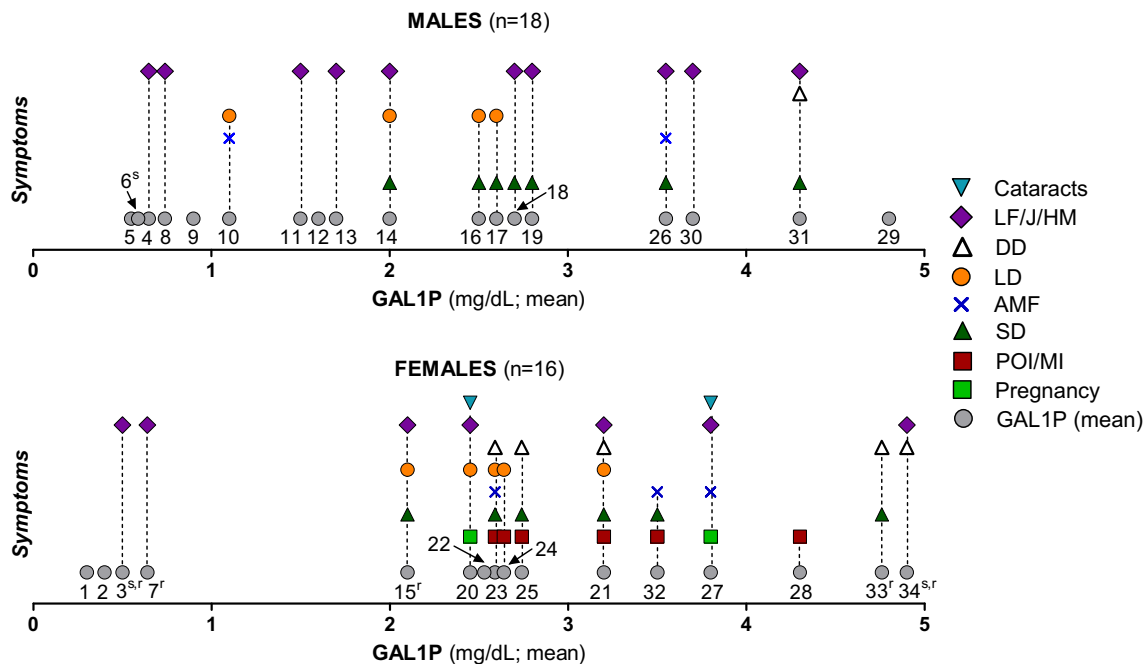 MALES (n=18)
Symptoms
6s
18
5 4 8 9 10 11 12 13 14 16 17 19 26 30 31 29
0 1 2 3 4 5
GAL1P (mg/dL; mean)
Cataracts
LF/J/HM
DD
LD
AMF
SD
POI/MI
Pregnancy
GAL1P (mean)
FEMALES (n=16)
Symptoms
22
24
1 2 3s,r 7r 15r 20 23 25 21 32 27 28 33r 34s,r
0 1 2 3 4 5
GAL1P (mg/dL; mean)